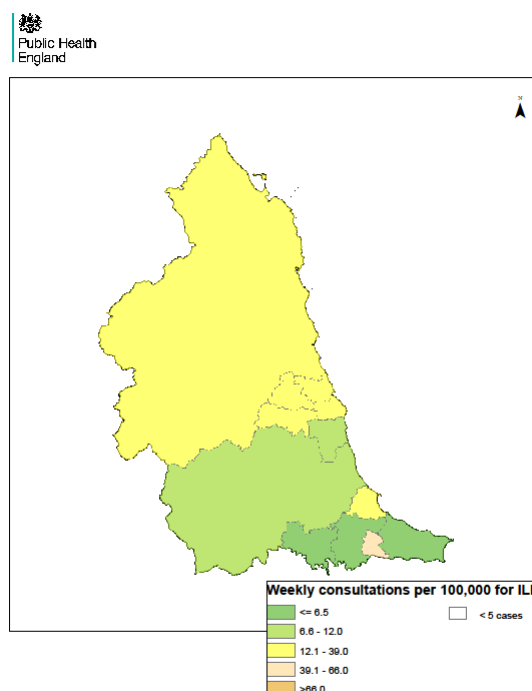 Public Health
England
N
Weekly consultations per 100,000 for ILI
<= 6.5
< 5 cases
6.6 - 12.0
12.1 - 39.0
39.1 - 66.0
>66.0